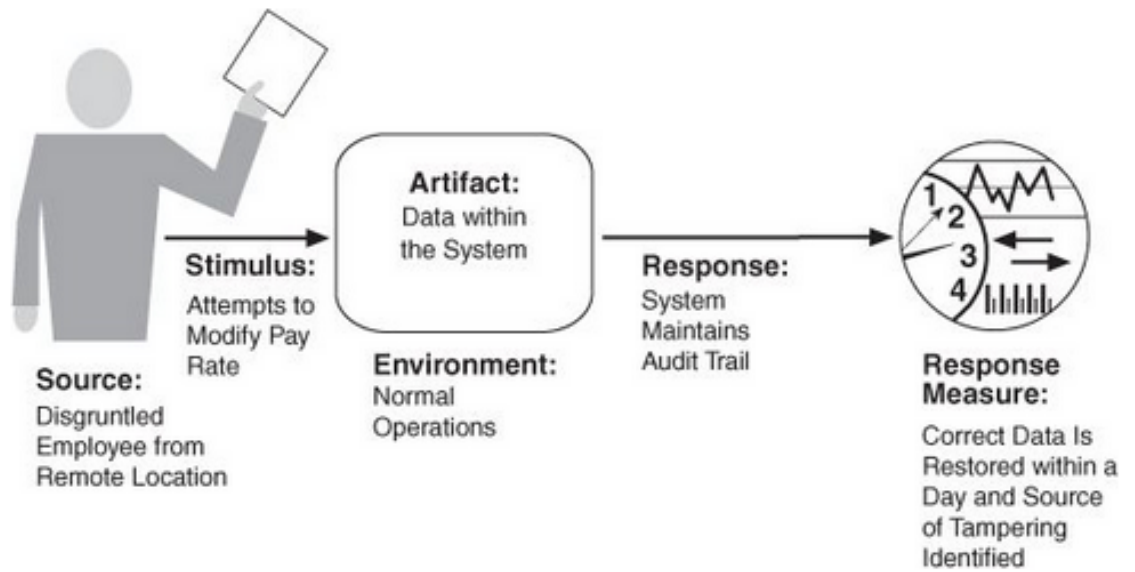 Source:
Disgruntled
Employee from
Remote Location
Stimulus:
Attempts to
Modify Pay
Rate
Artifact:
Data within
the System
Environment:
Normal
Operations
Response:
System
Maintains
Audit Trail
1
2
3
4
Response
Measure:
Correct Data Is
Restored within a
Day and Source
of Tampering
Identified